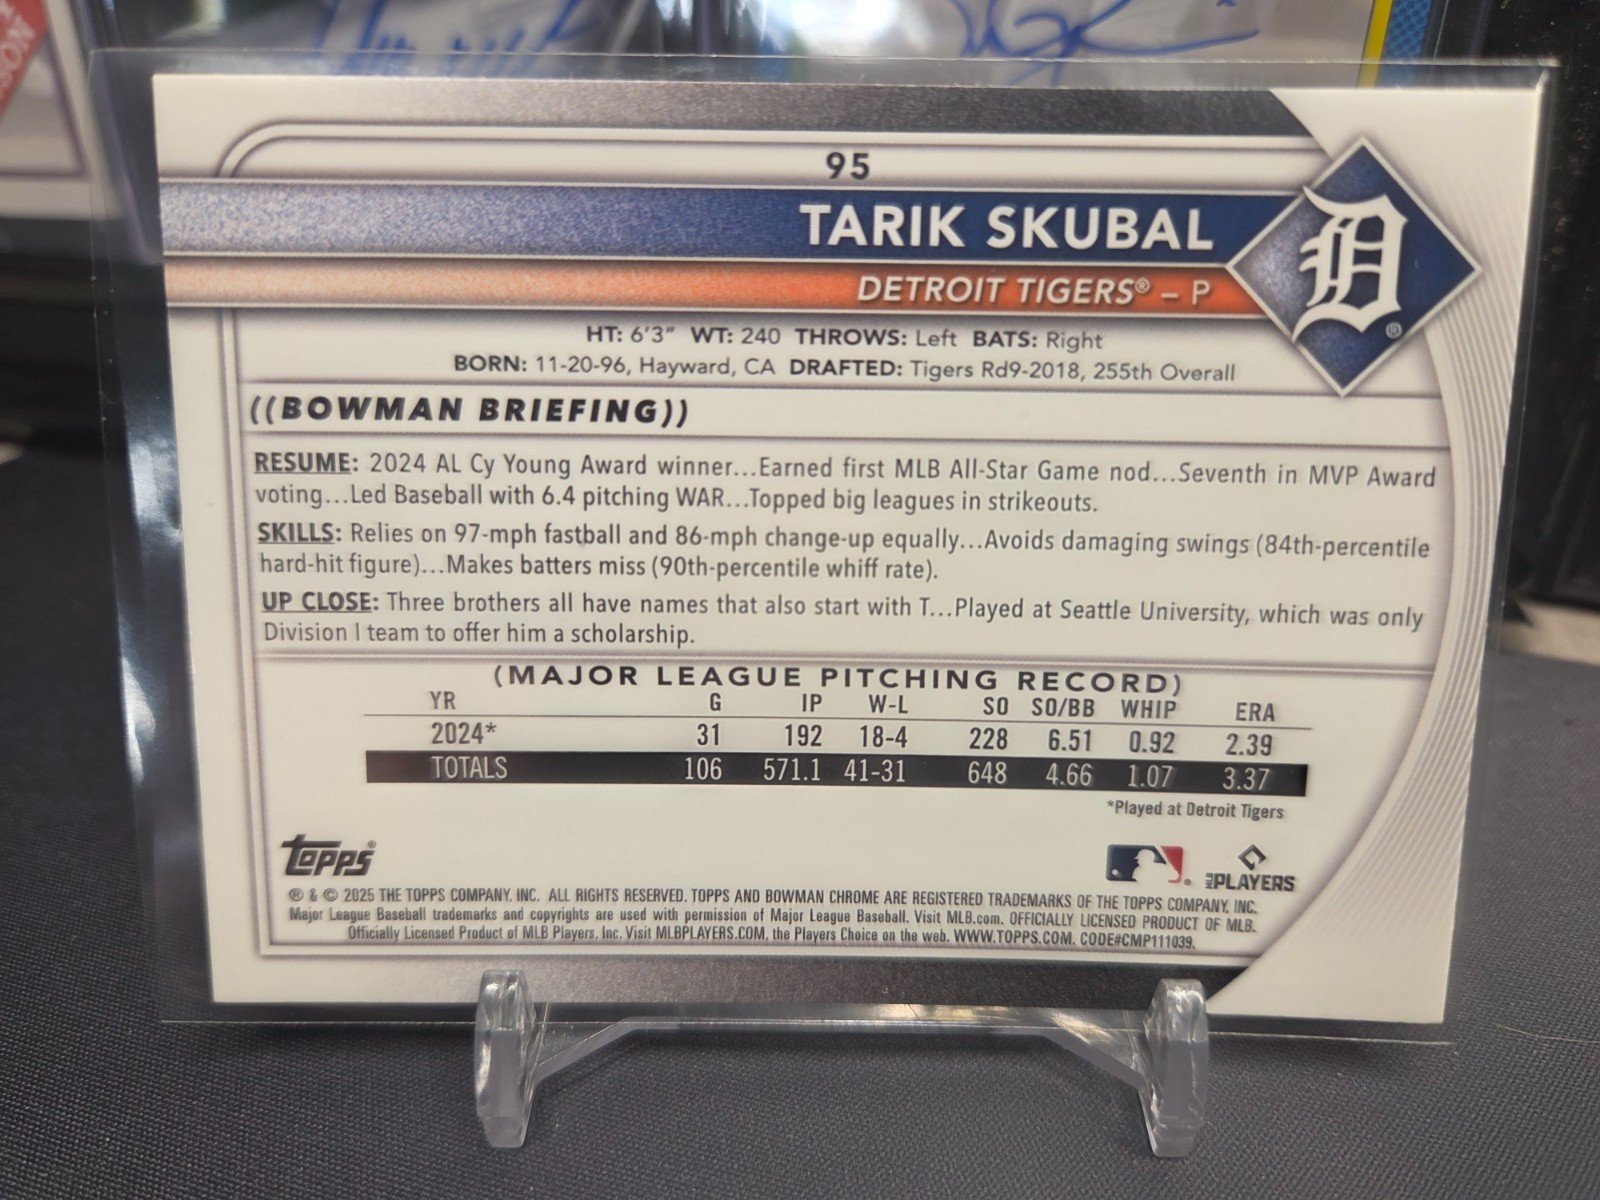 95
TARIK SKUBAL
DETROIT TIGERS® – P
D
®
HT: 6'3" WT: 240 THROWS: Left BATS: Right
BORN: 11-20-96, Hayward, CA DRAFTED: Tigers Rd9-2018, 255th Overall
((BOWMAN BRIEFING))
RESUME: 2024 AL Cy Young Award winner...Earned first MLB All-Star Game nod...Seventh in MVP Award
voting...Led Baseball with 6.4 pitching WAR...Topped big leagues in strikeouts.
SKILLS: Relies on 97-mph fastball and 86-mph change-up equally...Avoids damaging swings (84th-percentile
hard-hit figure)...Makes batters miss (90th-percentile whiff rate).
UP CLOSE: Three brothers all have names that also start with T...Played at Seattle University, which was only
Division I team to offer him a scholarship.
(MAJOR LEAGUE PITCHING RECORD)
YR G IP W-L SO SO/BB WHIP ERA
2024* 31 192 18-4 228 6.51 0.92 2.39
TOTALS 106 571.1 41-31 648 4.66 1.07 3.37
*Played at Detroit Tigers
topps®
MLB PLAYERS
® & © 2025 THE TOPPS COMPANY, INC. ALL RIGHTS RESERVED. TOPPS AND BOWMAN CHROME ARE REGISTERED TRADEMARKS OF THE TOPPS COMPANY, INC.
Major League Baseball trademarks and copyrights are used with permission of Major League Baseball. Visit MLB.com. OFFICIALLY LICENSED PRODUCT OF MLB.
Officially Licensed Product of MLB Players, Inc. Visit MLBPLAYERS.COM, the Players Choice on the web. WWW.TOPPS.COM. CODE#CMP111039.